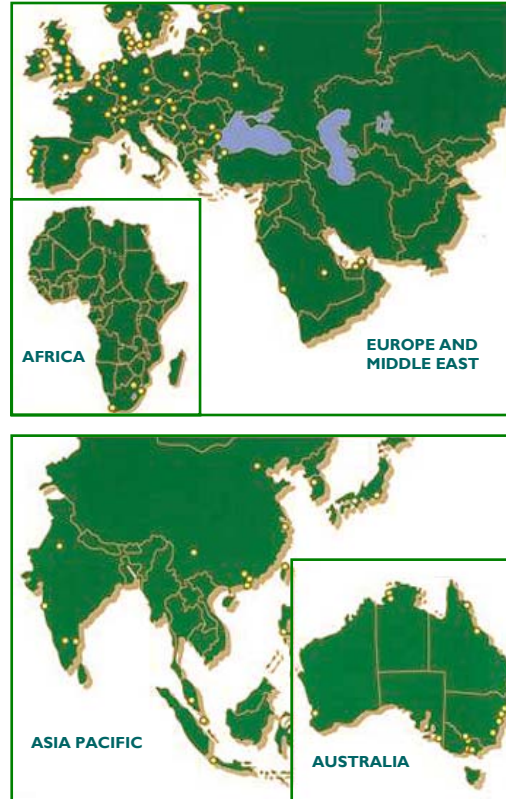 AFRICA
EUROPE AND
MIDDLE EAST
ASIA PACIFIC
AUSTRALIA